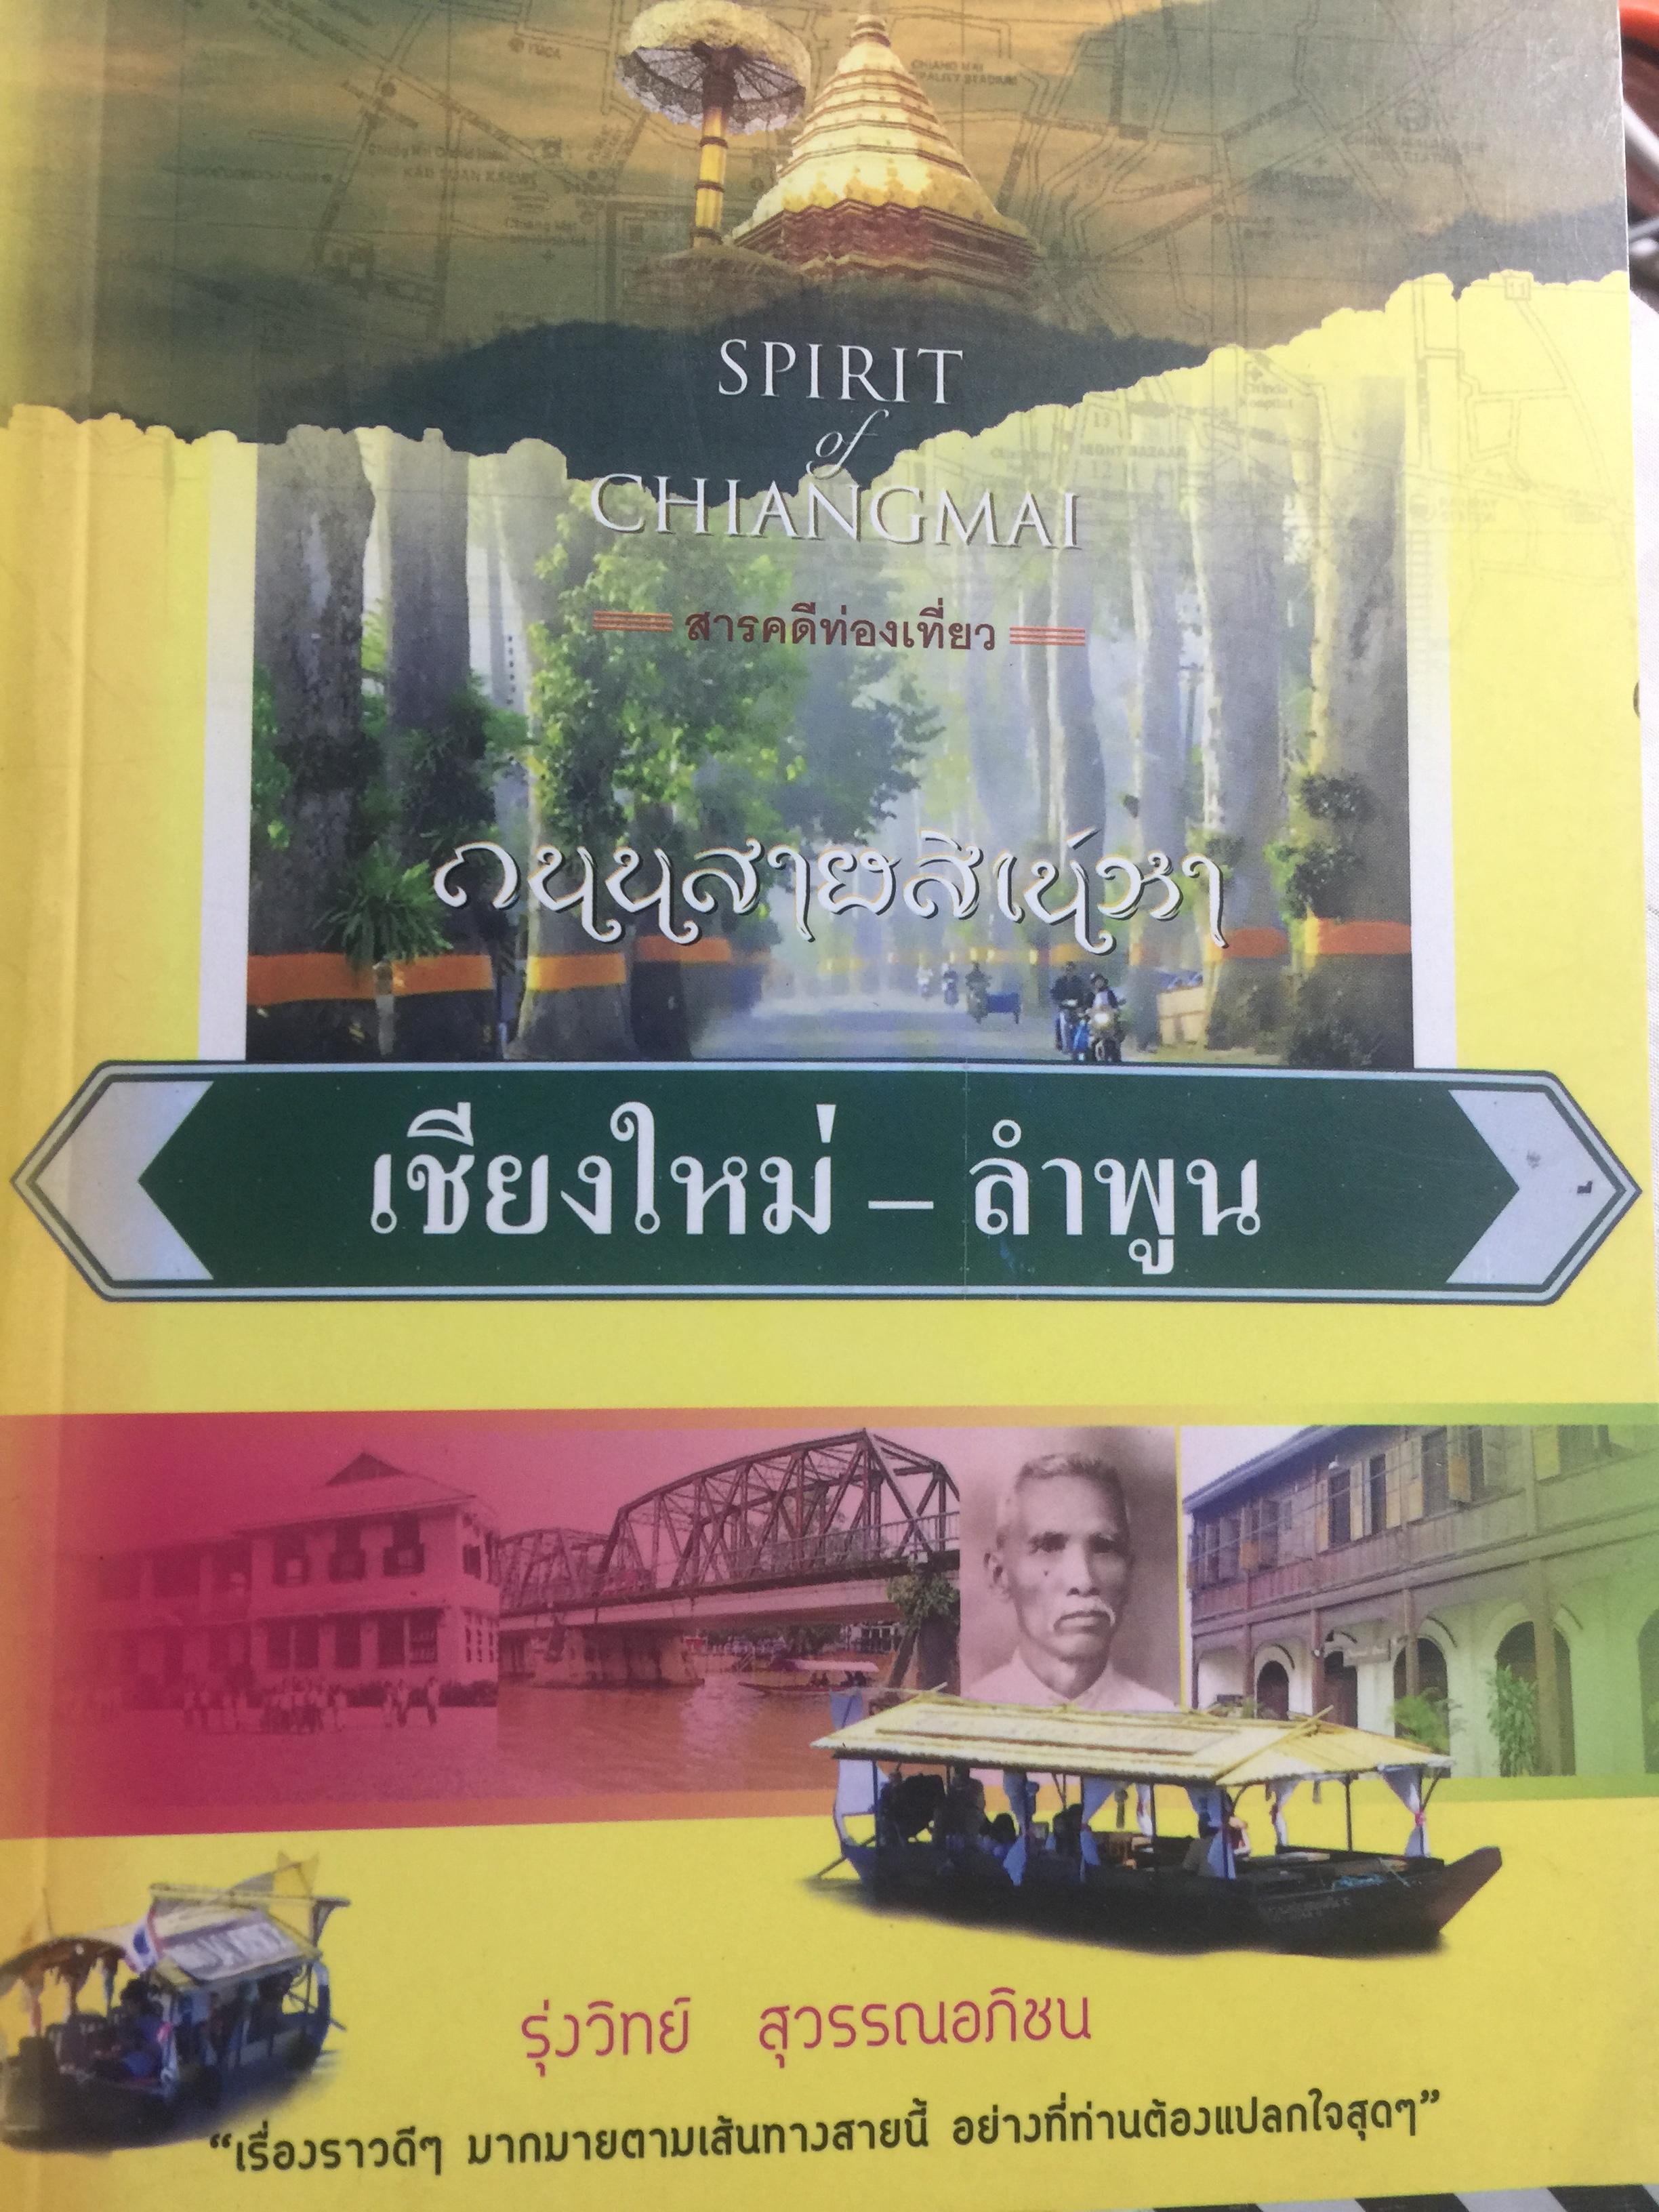 SPIRIT
of
CHIANGMAI
สารคดีท่องเที่ยว
ถนนสายสิเน่หา
เชียงใหม่ – ลำพูน
รุ่งวิทย์ สุวรรณอภิชน
“เรื่องราวดีๆ มากมายตามเส้นทางสายนี้ อย่างที่ท่านต้องแปลกใจสุดๆ”